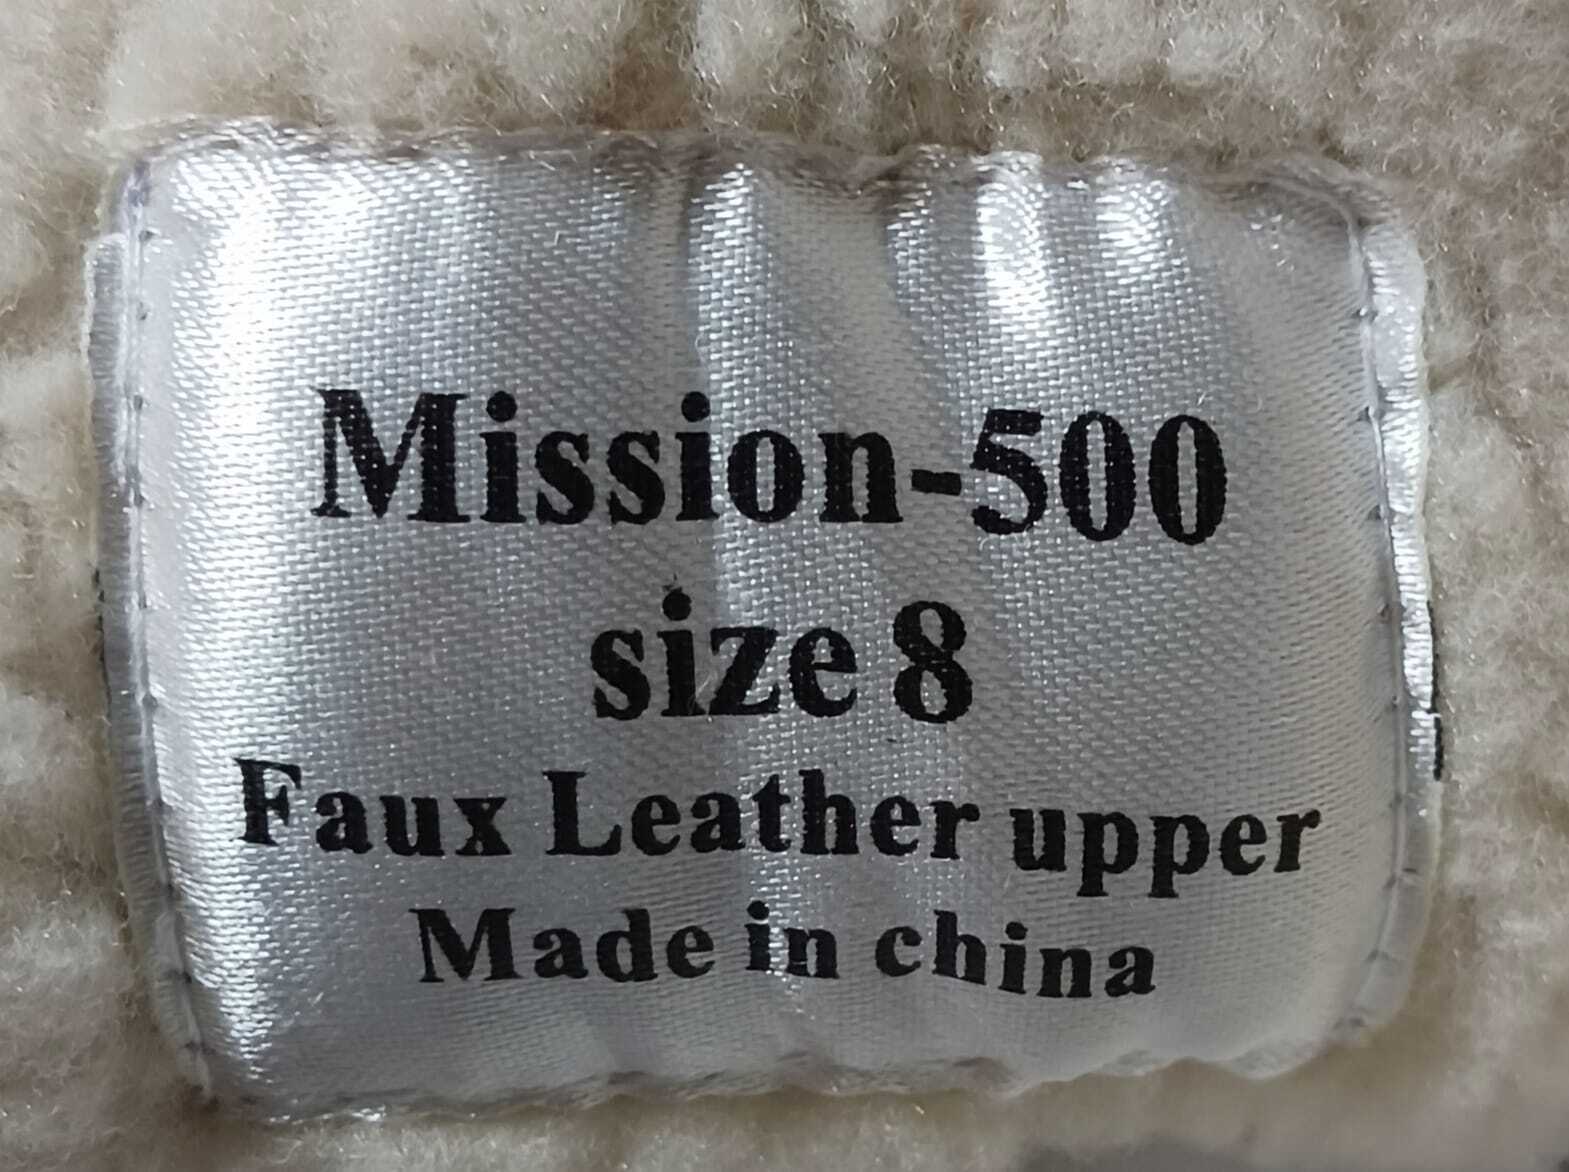 Mission-500
size 8
Faux Leather upper
Made in china